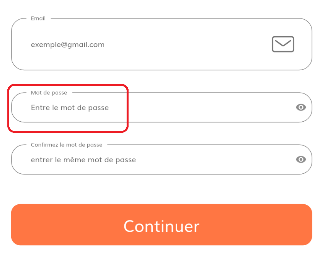 Email
exemple@gmail.com
Mot de passe
Entre le mot de passe
Confirmez le mot de passe
entrer le même mot de passe
Continuer